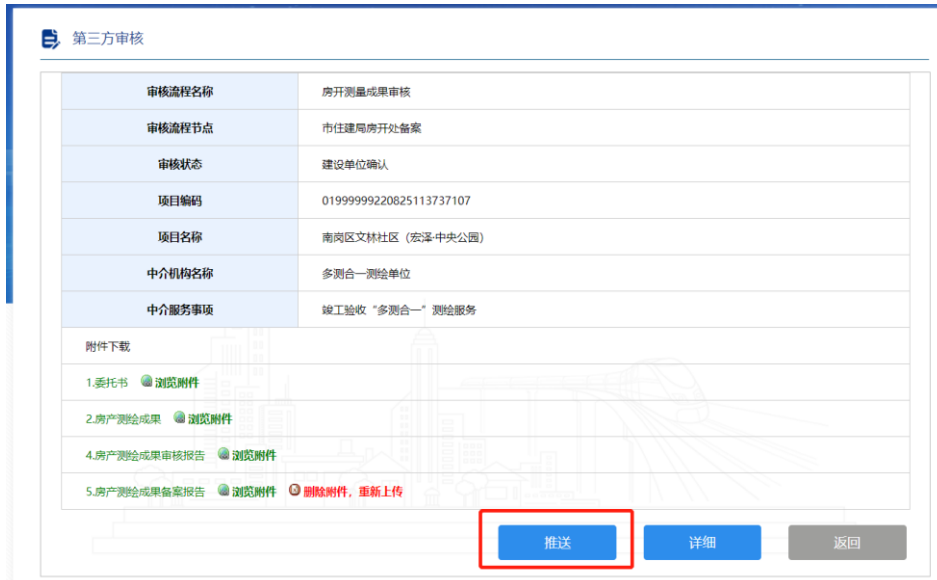 第三方审核
审核流程名称 房开测量成果审核
审核流程节点 市住建局房开处备案
审核状态 建设单位确认
项目编码 01999999220825113737107
项目名称 南岗区文林社区（宏泽·中央公园）
中介机构名称 多测合一测绘单位
中介服务事项 竣工验收“多测合一”测绘服务
附件下载
1.委托书 浏览附件
2.房产测绘成果 浏览附件
4.房产测绘成果审核报告 浏览附件
5.房产测绘成果备案报告 浏览附件 删除附件，重新上传
推送 详细 返回